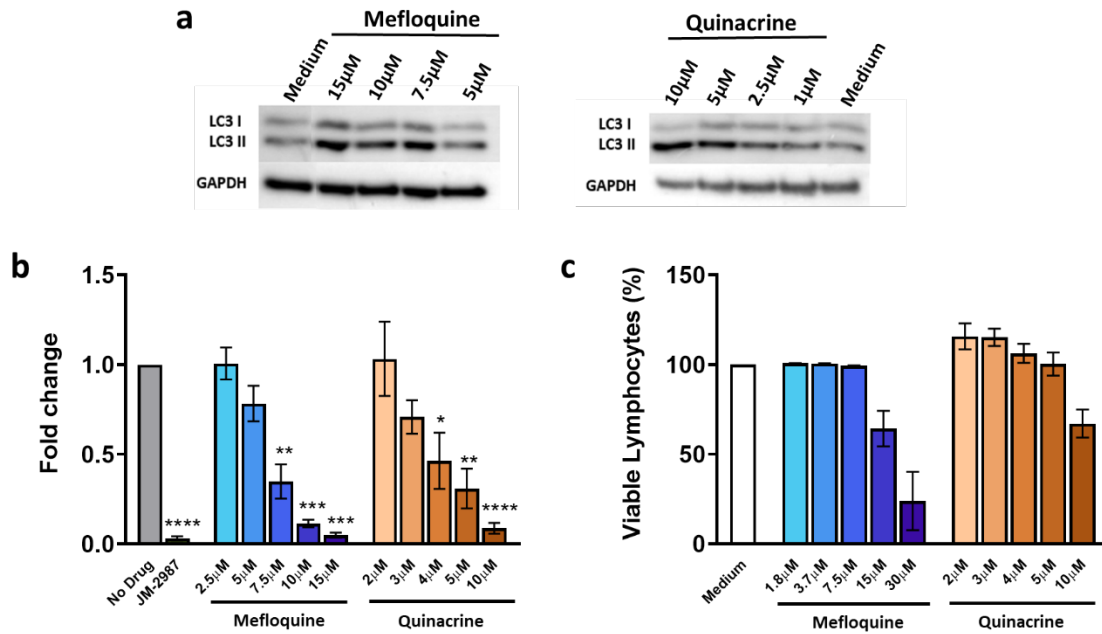 a
Mefloquine
Medium 15µM 10µM 7.5µM 5µM
LC3 I
LC3 II
GAPDH
Quinacrine
10µM 5µM 2.5µM 1µM Medium
LC3 I
LC3 II
GAPDH
b
Fold change
1.5
1.0
0.5
0.0
****
**
***
***
*
**
****
No Drug JM-2987 2.5µM 5µM 7.5µM 10µM 15µM 2µM 3µM 4µM 5µM 10µM
Mefloquine Quinacrine
c
Viable Lymphocytes (%)
150
100
50
0
Medium 1.8µM 3.7µM 7.5µM 15µM 30µM 2µM 3µM 4µM 5µM 10µM
Mefloquine Quinacrine